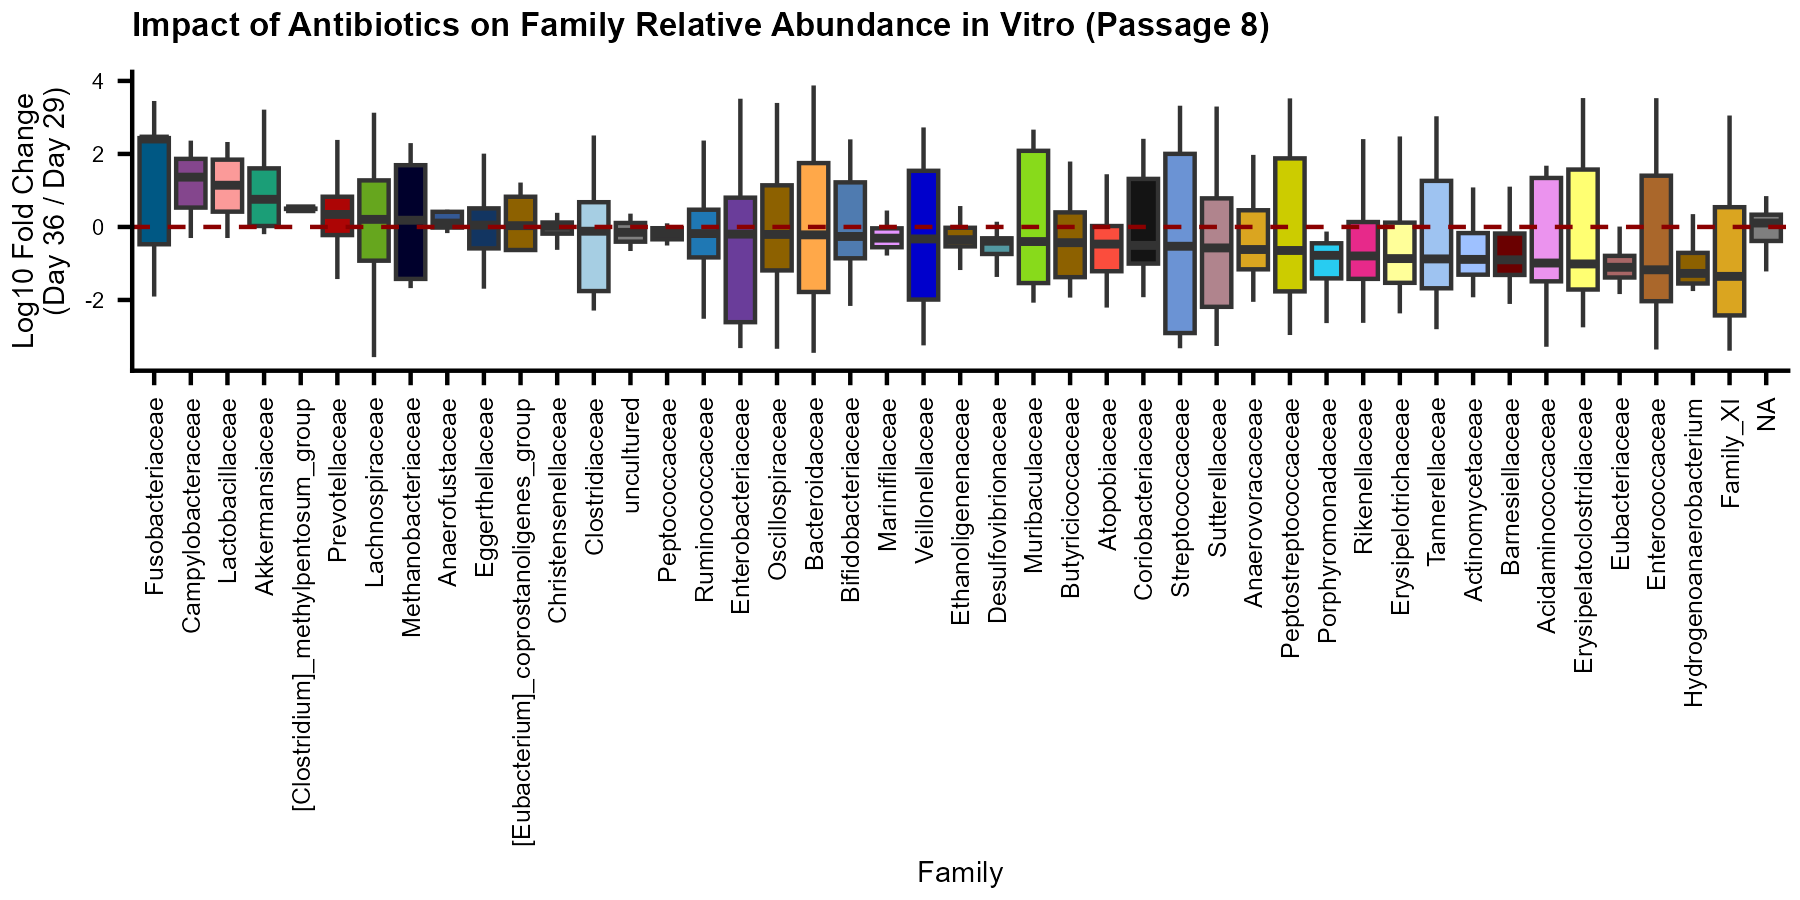 Impact of Antibiotics on Family Relative Abundance in Vitro (Passage 8)
Log10 Fold Change
(Day 36 / Day 29)
4
2
0
-2
Fusobacteriaceae
Campylobacteraceae
Lactobacillaceae
Akkermansiaceae
[Clostridium]_methylpentosum_group
Prevotellaceae
Lachnospiraceae
Methanobacteriaceae
Anaerofustaceae
Eggerthellaceae
[Eubacterium]_coprostanoligenes_group
Christensenellaceae
Clostridiaceae
uncultured
Peptococcaceae
Ruminococcaceae
Enterobacteriaceae
Oscillospiraceae
Bacteroidaceae
Bifidobacteriaceae
Marinifilaceae
Veillonellaceae
Ethanoligenenaceae
Desulfovibrionaceae
Muribaculaceae
Butyricicoccaceae
Atopobiaceae
Coriobacteriaceae
Streptococcaceae
Sutterellaceae
Anaerovoracaceae
Peptostreptococcaceae
Porphyromonadaceae
Rikenellaceae
Erysipelotrichaceae
Tannerellaceae
Actinomycetaceae
Barnesiellaceae
Acidaminococcaceae
Erysipelatoclostridiaceae
Eubacteriaceae
Enterococcaceae
Hydrogenoanaerobacterium
Family_XI
NA
Family